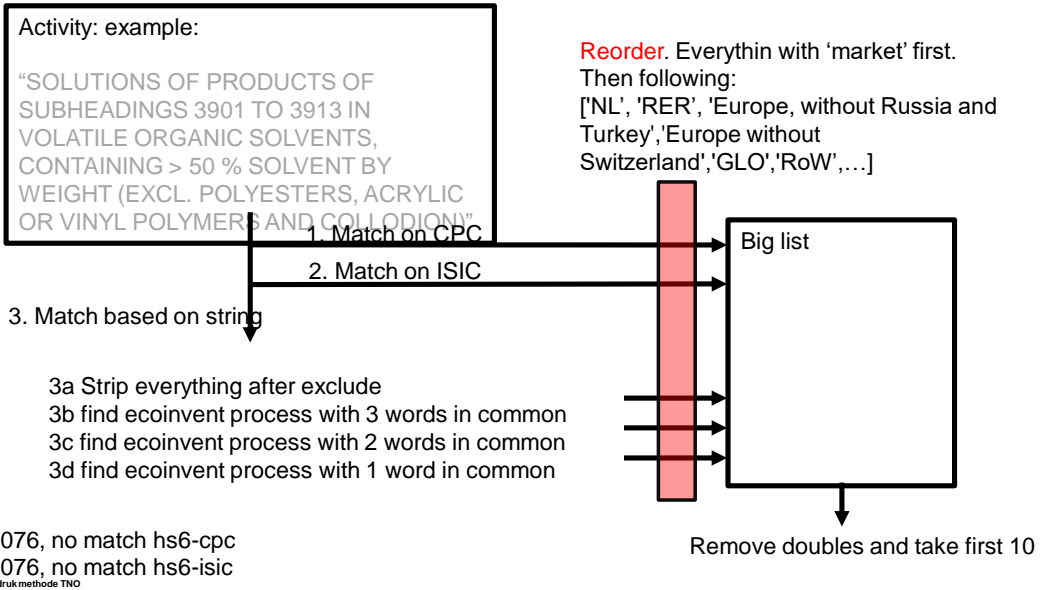 Activity: example:
“SOLUTIONS OF PRODUCTS OF
SUBHEADINGS 3901 TO 3913 IN
VOLATILE ORGANIC SOLVENTS,
CONTAINING > 50 % SOLVENT BY
WEIGHT (EXCL. POLYESTERS, ACRYLIC
OR VINYL POLYMERS AND COLLODION)”
Reorder. Everythin with ‘market’ first.
Then following:
['NL’, 'RER’, 'Europe, without Russia and
Turkey','Europe without
Switzerland','GLO','RoW’,…]
1. Match on CPC
2. Match on ISIC
Big list
3. Match based on string
3a Strip everything after exclude
3b find ecoinvent process with 3 words in common
3c find ecoinvent process with 2 words in common
3d find ecoinvent process with 1 word in common
Remove doubles and take first 10
076, no match hs6-cpc
076, no match hs6-isic
druk methode TNO